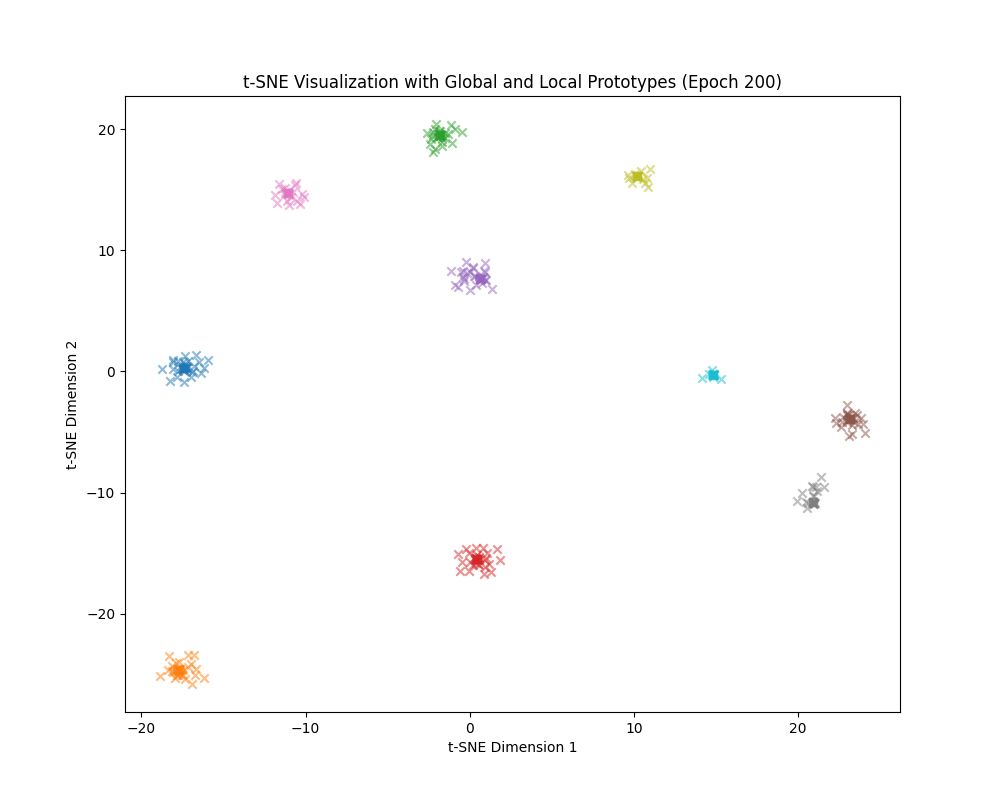 t-SNE Visualization with Global and Local Prototypes (Epoch 200)
20
10
0
−10
−20
t-SNE Dimension 2
−20 −10 0 10 20
t-SNE Dimension 1